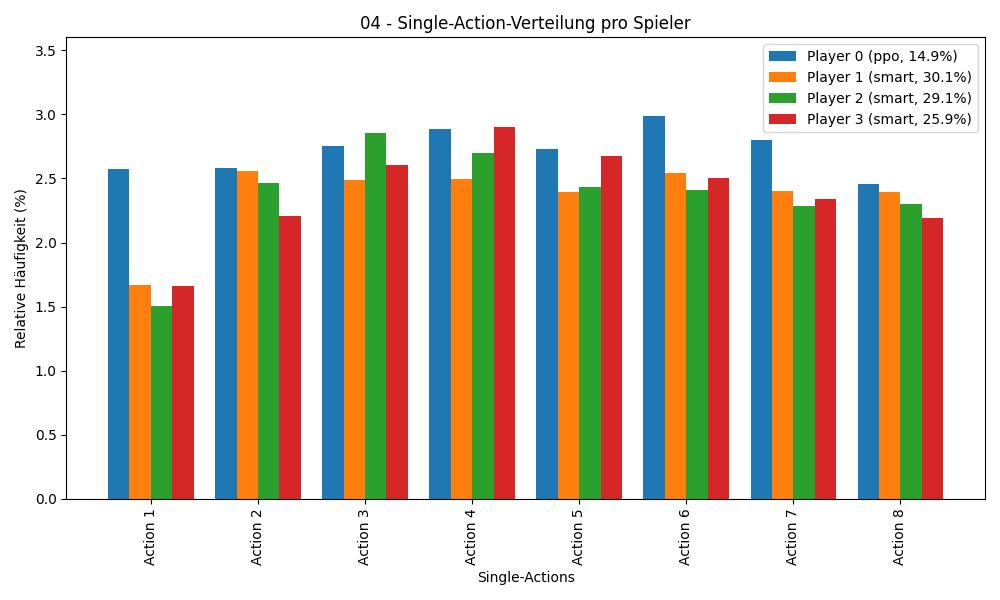 04 - Single-Action-Verteilung pro Spieler
Relative Häufigkeit (%)
3.5
3.0
2.5
2.0
1.5
1.0
0.5
0.0
Player 0 (ppo, 14.9%)
Player 1 (smart, 30.1%)
Player 2 (smart, 29.1%)
Player 3 (smart, 25.9%)
Action 1
Action 2
Action 3
Action 4
Action 5
Action 6
Action 7
Action 8
Single-Actions